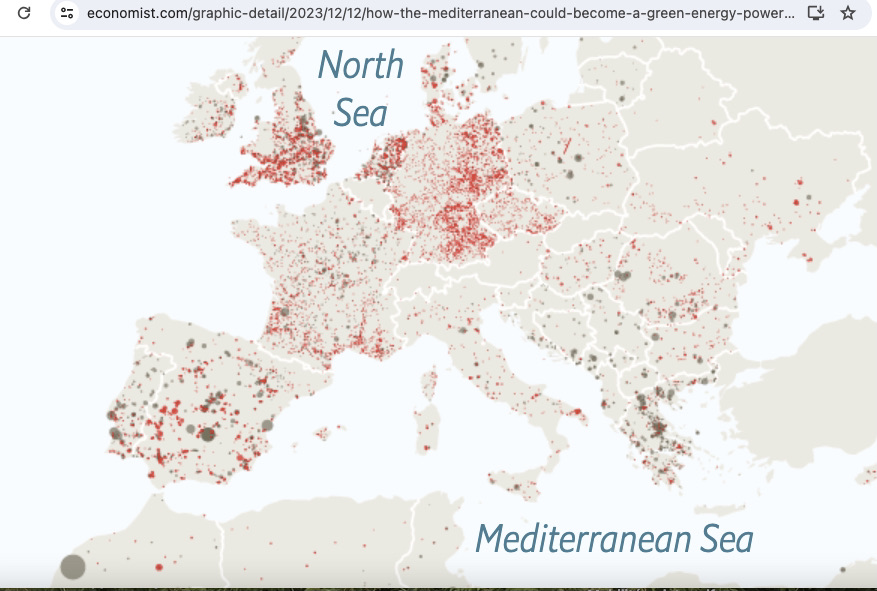 economist.com/graphic-detail/2023/12/12/how-the-mediterranean-could-become-a-green-energy-power...
North
Sea
Mediterranean Sea